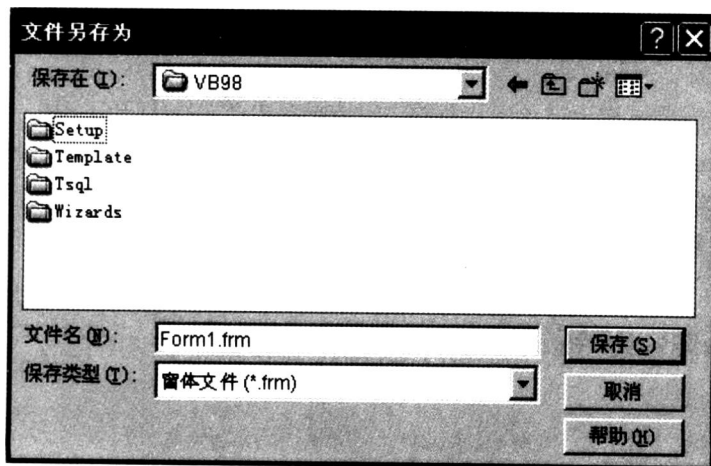 文件另存为
保存在(I):
VB98
Setup
Template
Tsql
Wizards
文件名(N):
Form1.frm
保存(S)
保存类型(T):
窗体文件(*.frm)
取消
帮助(H)